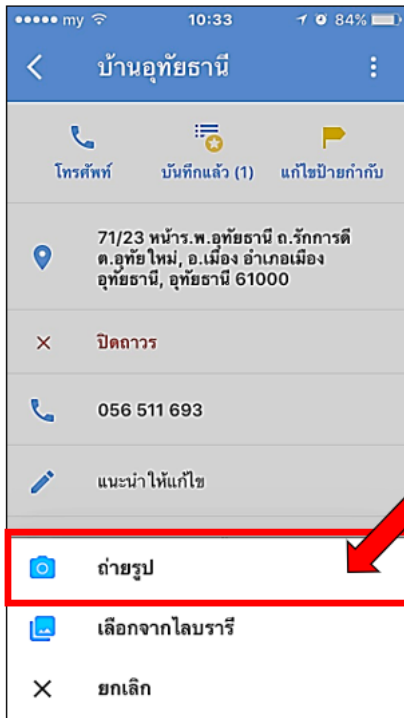 my 10:33 84%
บ้านอุทัยธานี
โทรศัพท์ บันทึกแล้ว (1) แก้ไขป้ายกำกับ
71/23 หน้าร.พ.อุทัยธานี ถ.รักการดี
ต.อุทัยใหม่, อ.เมือง อำเภอเมือง
อุทัยธานี, อุทัยธานี 61000
ปิดถาวร
056 511 693
แนะนำให้แก้ไข
ถ่ายรูป
เลือกจากไลบรารี
ยกเลิก